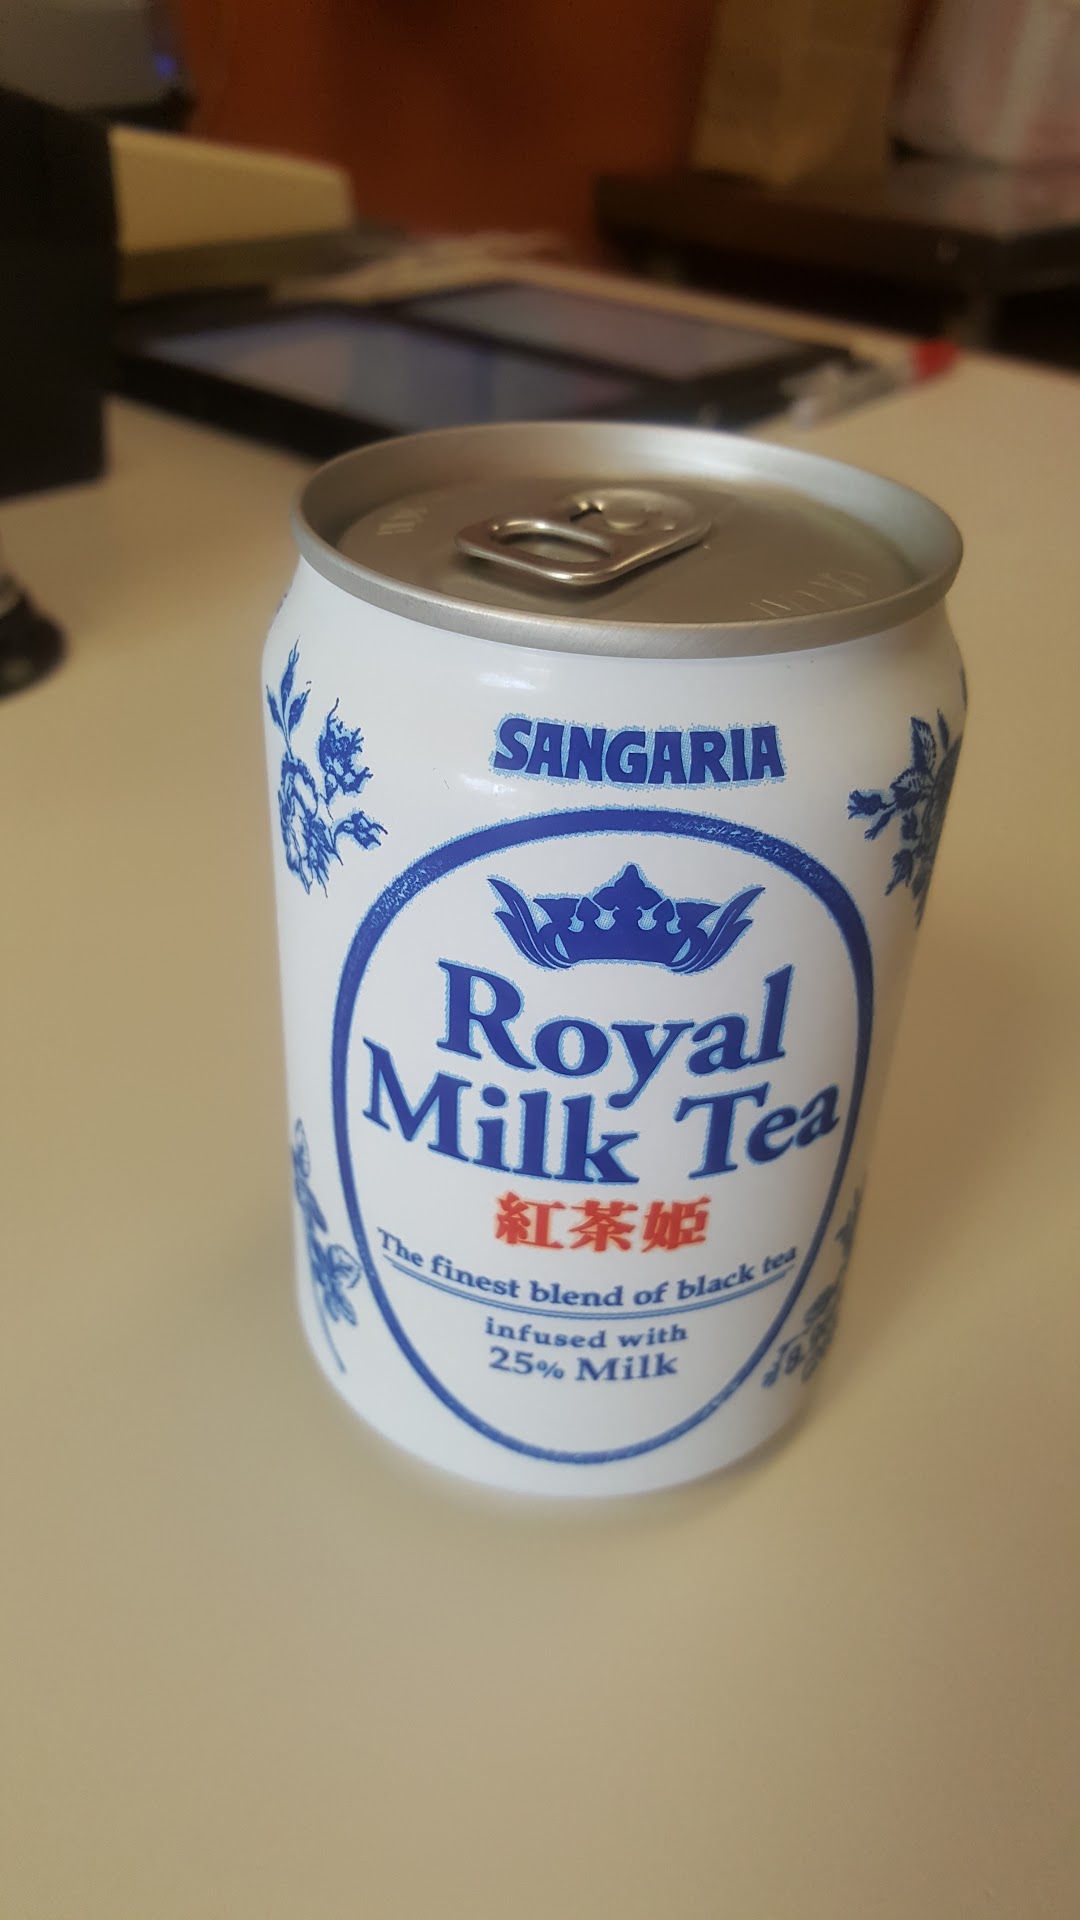 SANGARIA
Royal
Milk Tea
紅茶姫
The finest blend of black tea
infused with
25% Milk